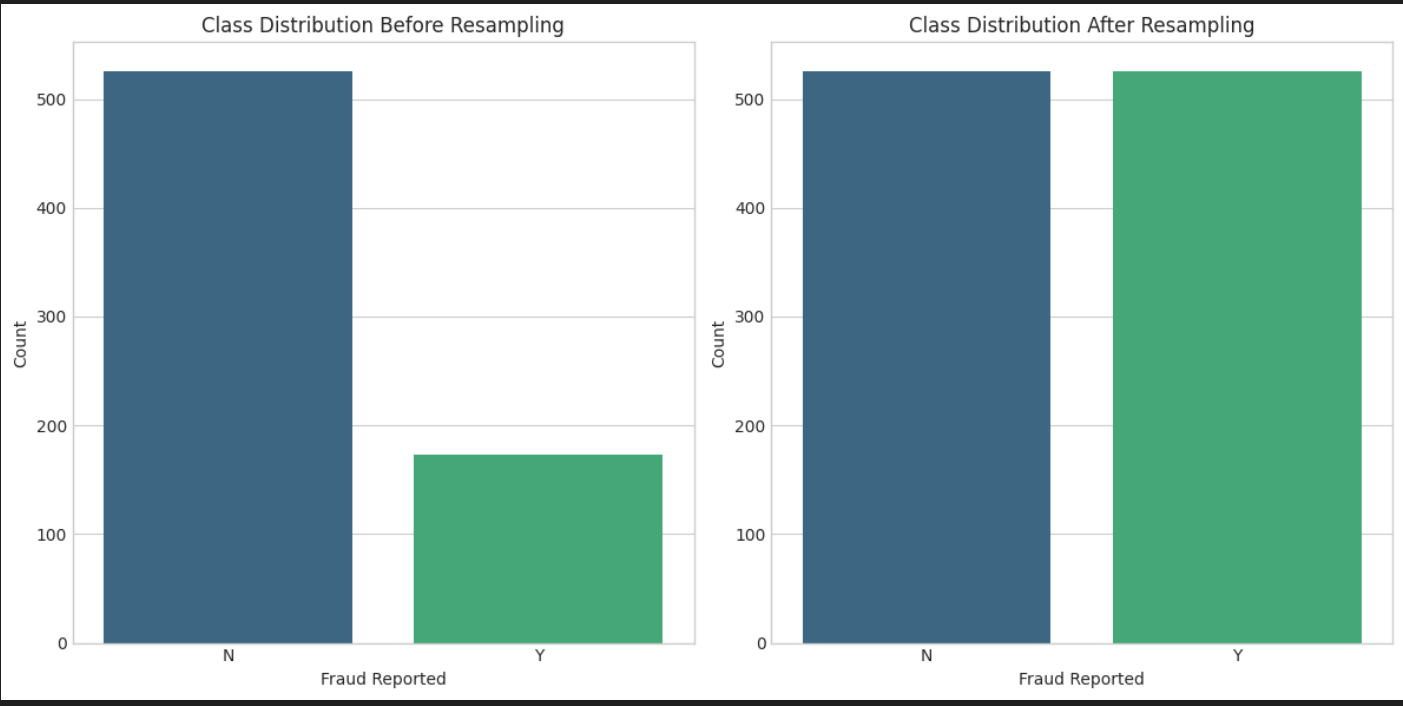 Class Distribution Before Resampling
Count
500
400
300
200
100
0
N Y
Fraud Reported
Class Distribution After Resampling
Count
500
400
300
200
100
0
N Y
Fraud Reported